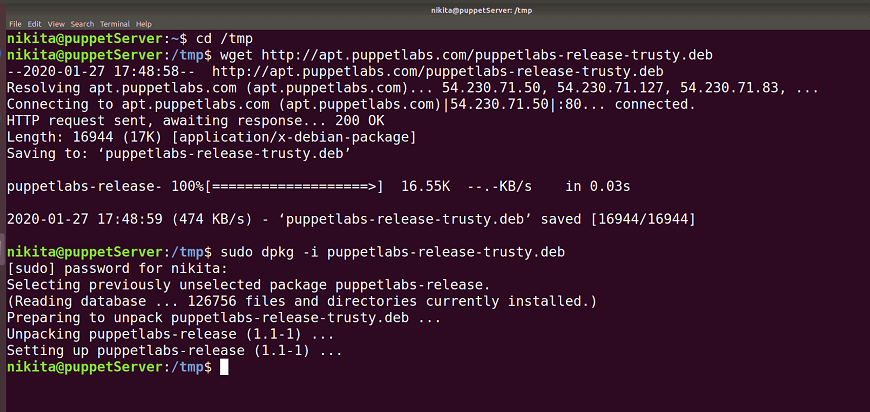 nikita@puppetServer: /tmp
File Edit View Search Terminal Help
nikita@puppetServer:~$ cd /tmp
nikita@puppetServer:/tmp$ wget http://apt.puppetlabs.com/puppetlabs-release-trusty.deb
--2020-01-27 17:48:58--  http://apt.puppetlabs.com/puppetlabs-release-trusty.deb
Resolving apt.puppetlabs.com (apt.puppetlabs.com)... 54.230.71.50, 54.230.71.127, 54.230.71.83, ...
Connecting to apt.puppetlabs.com (apt.puppetlabs.com)|54.230.71.50|:80... connected.
HTTP request sent, awaiting response... 200 OK
Length: 16944 (17K) [application/x-debian-package]
Saving to: ‘puppetlabs-release-trusty.deb’
puppetlabs-release- 100%[===================>]  16.55K  --.-KB/s    in 0.03s
2020-01-27 17:48:59 (474 KB/s) - ‘puppetlabs-release-trusty.deb’ saved [16944/16944]
nikita@puppetServer:/tmp$ sudo dpkg -i puppetlabs-release-trusty.deb
[sudo] password for nikita:
Selecting previously unselected package puppetlabs-release.
(Reading database ... 126756 files and directories currently installed.)
Preparing to unpack puppetlabs-release-trusty.deb ...
Unpacking puppetlabs-release (1.1-1) ...
Setting up puppetlabs-release (1.1-1) ...
nikita@puppetServer:/tmp$